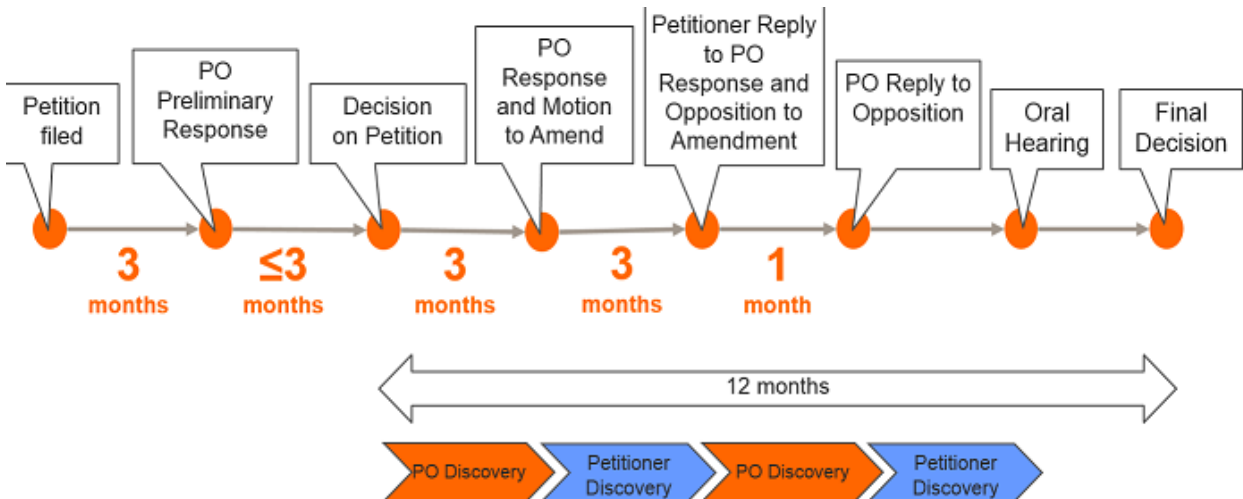 Petition
filed
PO
Preliminary
Response
Decision
on Petition
PO
Response
and Motion
to Amend
Petitioner Reply
to PO
Response and
Opposition to
Amendment
PO Reply to
Opposition
Oral
Hearing
Final
Decision
3
months
≤3
months
3
months
3
months
1
month
12 months
PO Discovery
Petitioner
Discovery
PO Discovery
Petitioner
Discovery